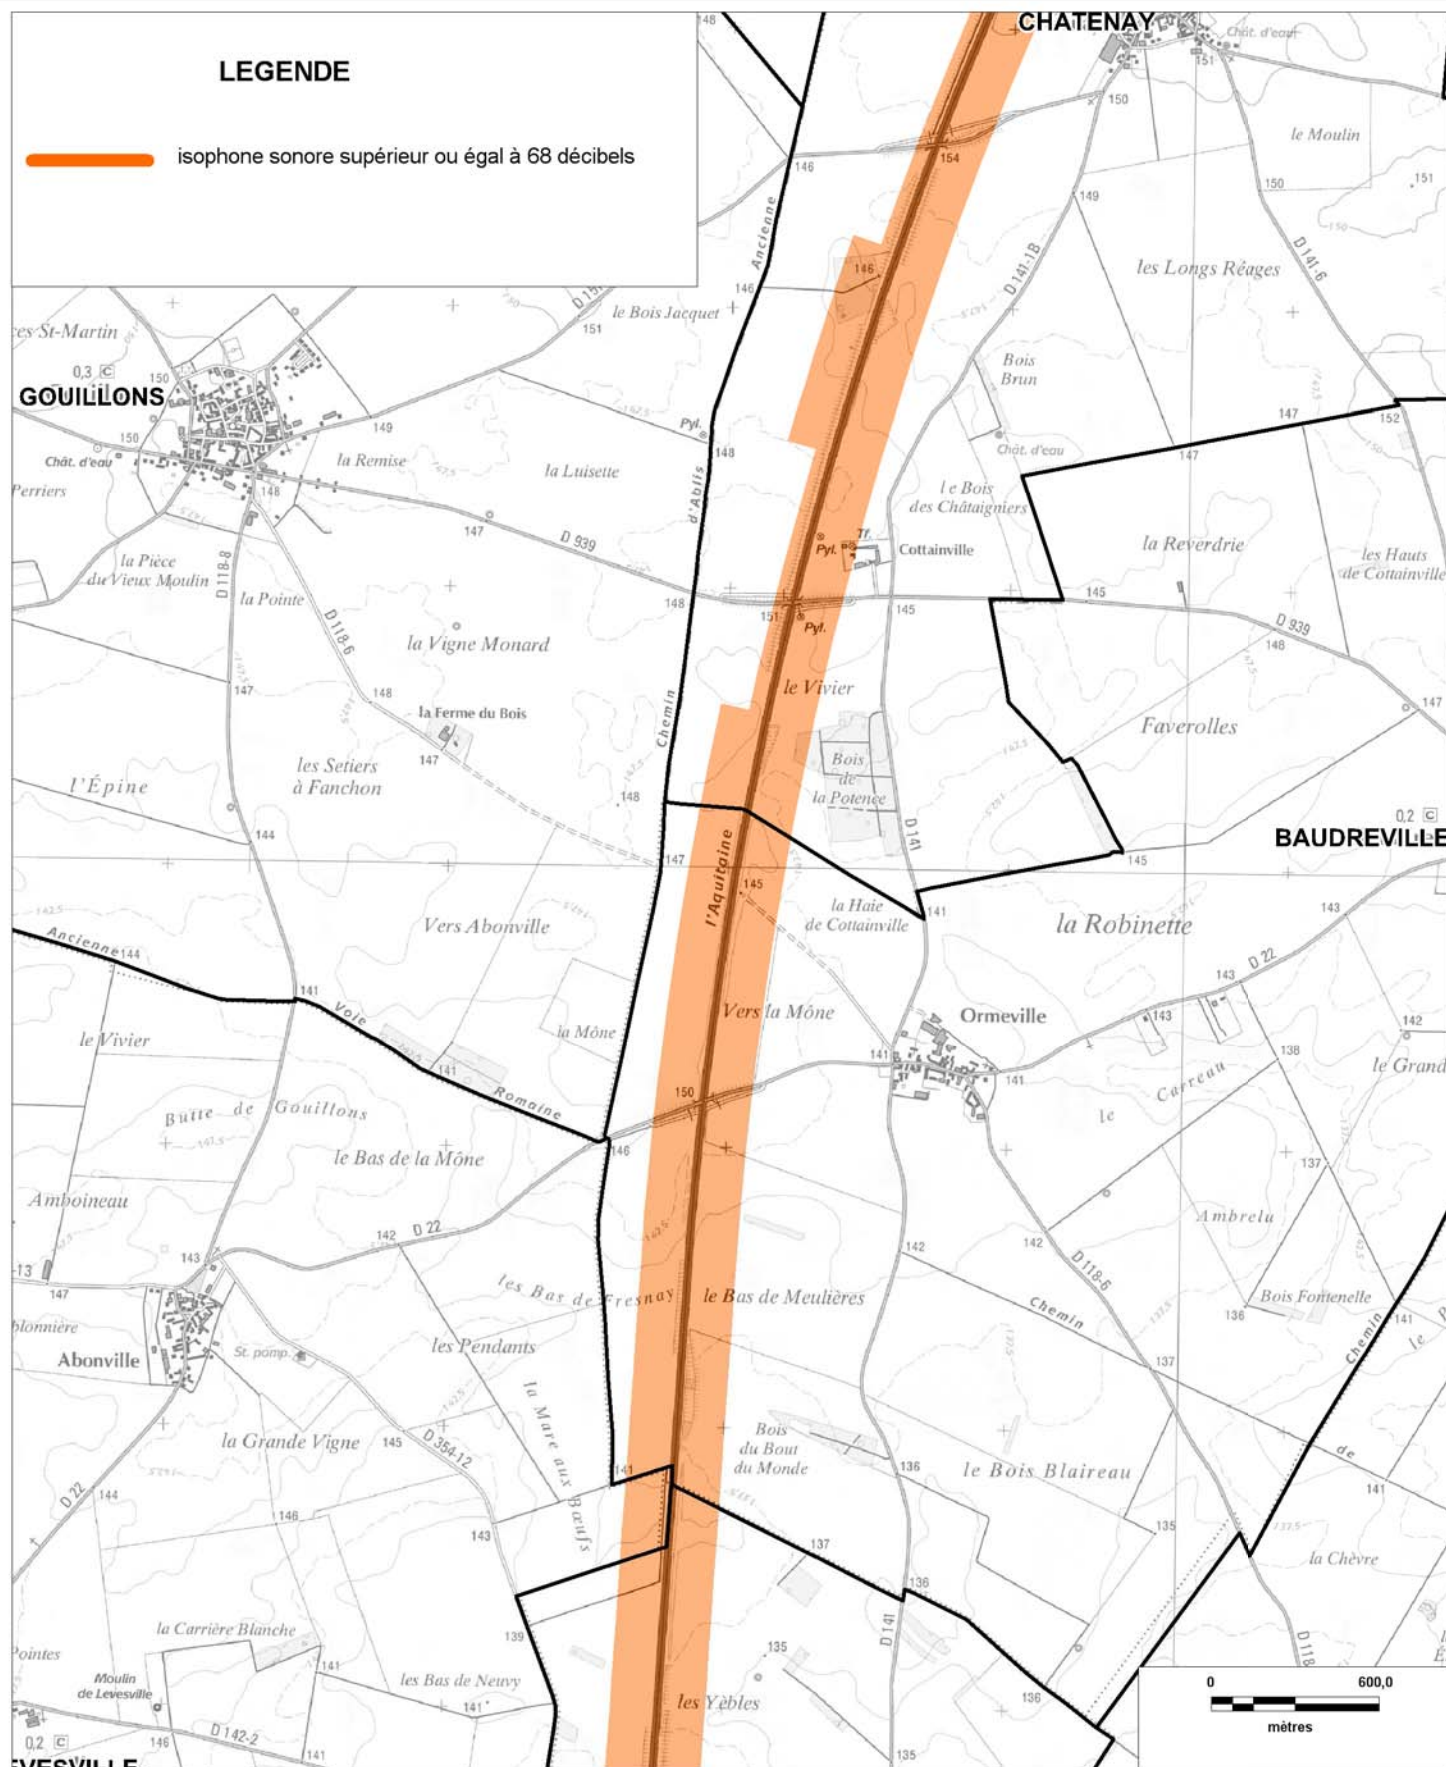 LEGENDE
isophone sonore supérieur ou égal à 68 décibels
CHATENAY
Chât. d'eau
148
151
150
le Moulin
154
146
149
150
151
150
Ancienne
D 141-1B
D 141-6
les Longs Réages
146
146
le Bois Jacquet
151
ces St-Martin
0,3 C
150
GOUILLONS
Bois
Brun
147
152
149
Pyl.
150
Chât. d'eau
148
Chât. d'eau
147
la Remise
la Luisette
Perriers
148
d'Ablis
le Bois
des Châtaigniers
147
D 939
Tf.
Pyl.
Cottainville
la Reverdrie
les Hauts
de Cottainville
la Pièce
du Vieux Moulin
D 118-8
la Pointe
148
151
145
145
Pyl.
D 939
148
D 118-6
la Vigne Monard
147
148
le Vivier
147
la Ferme du Bois
147
Chemin
Faverolles
les Setiers
à Fanchon
l'Épine
148
Bois
de
la Potence
0,2 C
BAUDREVILLE
144
147
l'Aquitaine
D 141
145
145
la Haie
de Cottainville
141
143
la Robinette
Vers Abonville
Ancienne
144
D 22
141
Voie
143
le Vivier
la Mône
Vers la Mône
Ormeville
143
142
141
141
141
138
le Grand
150
Romaine
le Carreau
Butte de Gouillons
146
le Bas de la Mône
137
Amboineau
142
D 22
Ambrelu
143
142
142
D 118-6
13
147
les Bas de Fresnay
le Bas de Meulières
Chemin
Bois Fontenelle
136
141
blonnière
les Pendants
Abonville
St. pomp.
137
Chemin
la Mare aux Bœufs
la Grande Vigne
145
D 354-12
Bois
du Bout
du Monde
le Bois Blaireau
de
141
136
141
D 22
144
146
143
135
137
la Chèvre
136
139
D 141
la Carrière Blanche
135
Pointes
141
D 118
Moulin
de Levesville
les Bas de Neuvy
141
les Yèbles
136
0 600,0
mètres
0,2 C
D 142-2
146
141
135
EVESVILLE